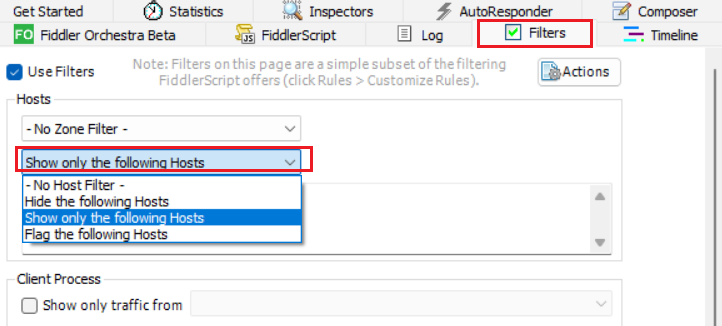 Get Started Statistics Inspectors AutoResponder Composer
FO Fiddler Orchestra Beta JS FiddlerScript Log Filters Timeline
Use Filters
Note: Filters on this page are a simple subset of the filtering
FiddlerScript offers (click Rules > Customize Rules).
Actions
Hosts
- No Zone Filter -
Show only the following Hosts
- No Host Filter -
Hide the following Hosts
Show only the following Hosts
Flag the following Hosts
Client Process
Show only traffic from